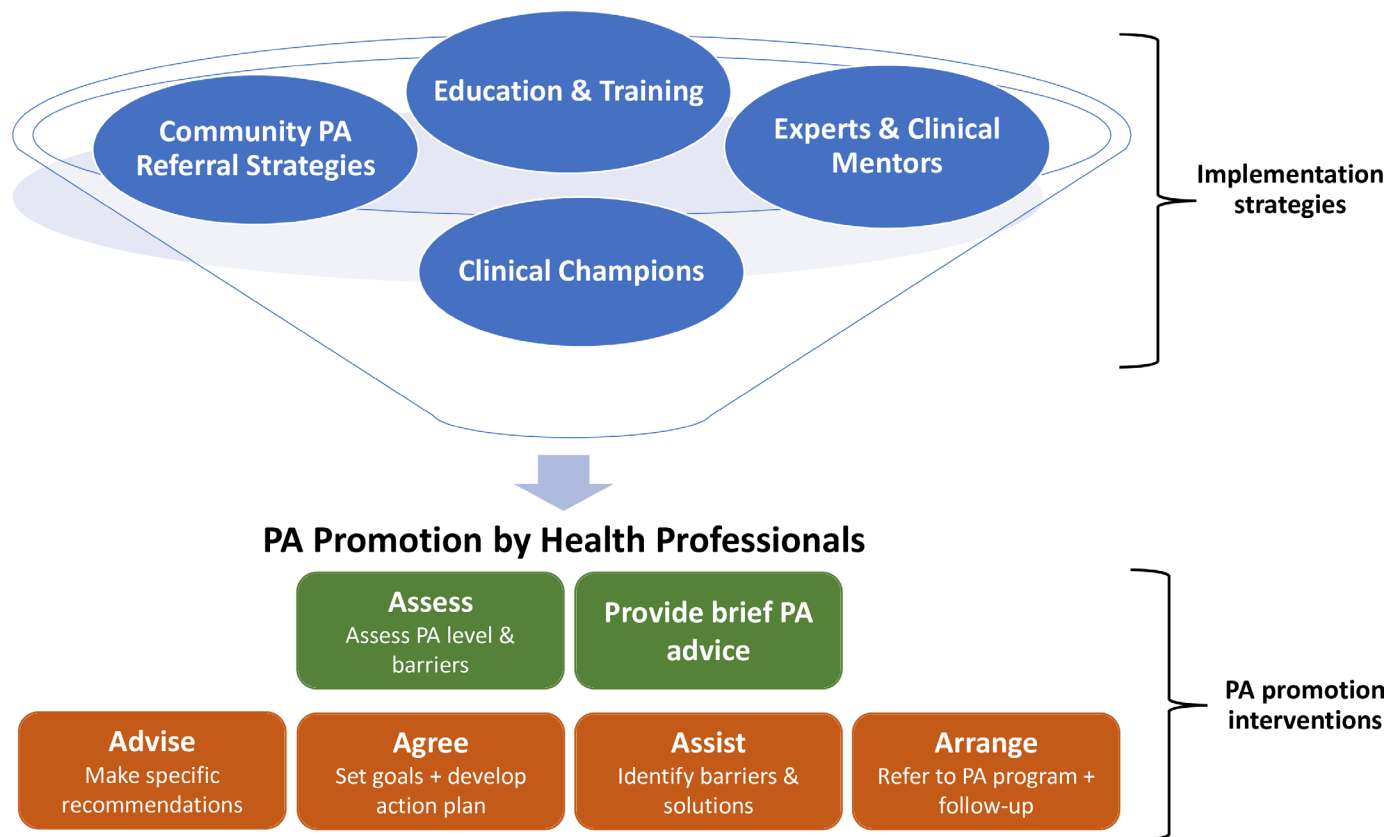 Education & Training
Community PA
Referral Strategies
Experts & Clinical
Mentors
Clinical Champions
Implementation
strategies
PA Promotion by Health Professionals
Assess
Assess PA level &
barriers
Provide brief PA
advice
Advise
Make specific
recommendations
Agree
Set goals + develop
action plan
Assist
Identify barriers &
solutions
Arrange
Refer to PA program +
follow-up
PA promotion
interventions